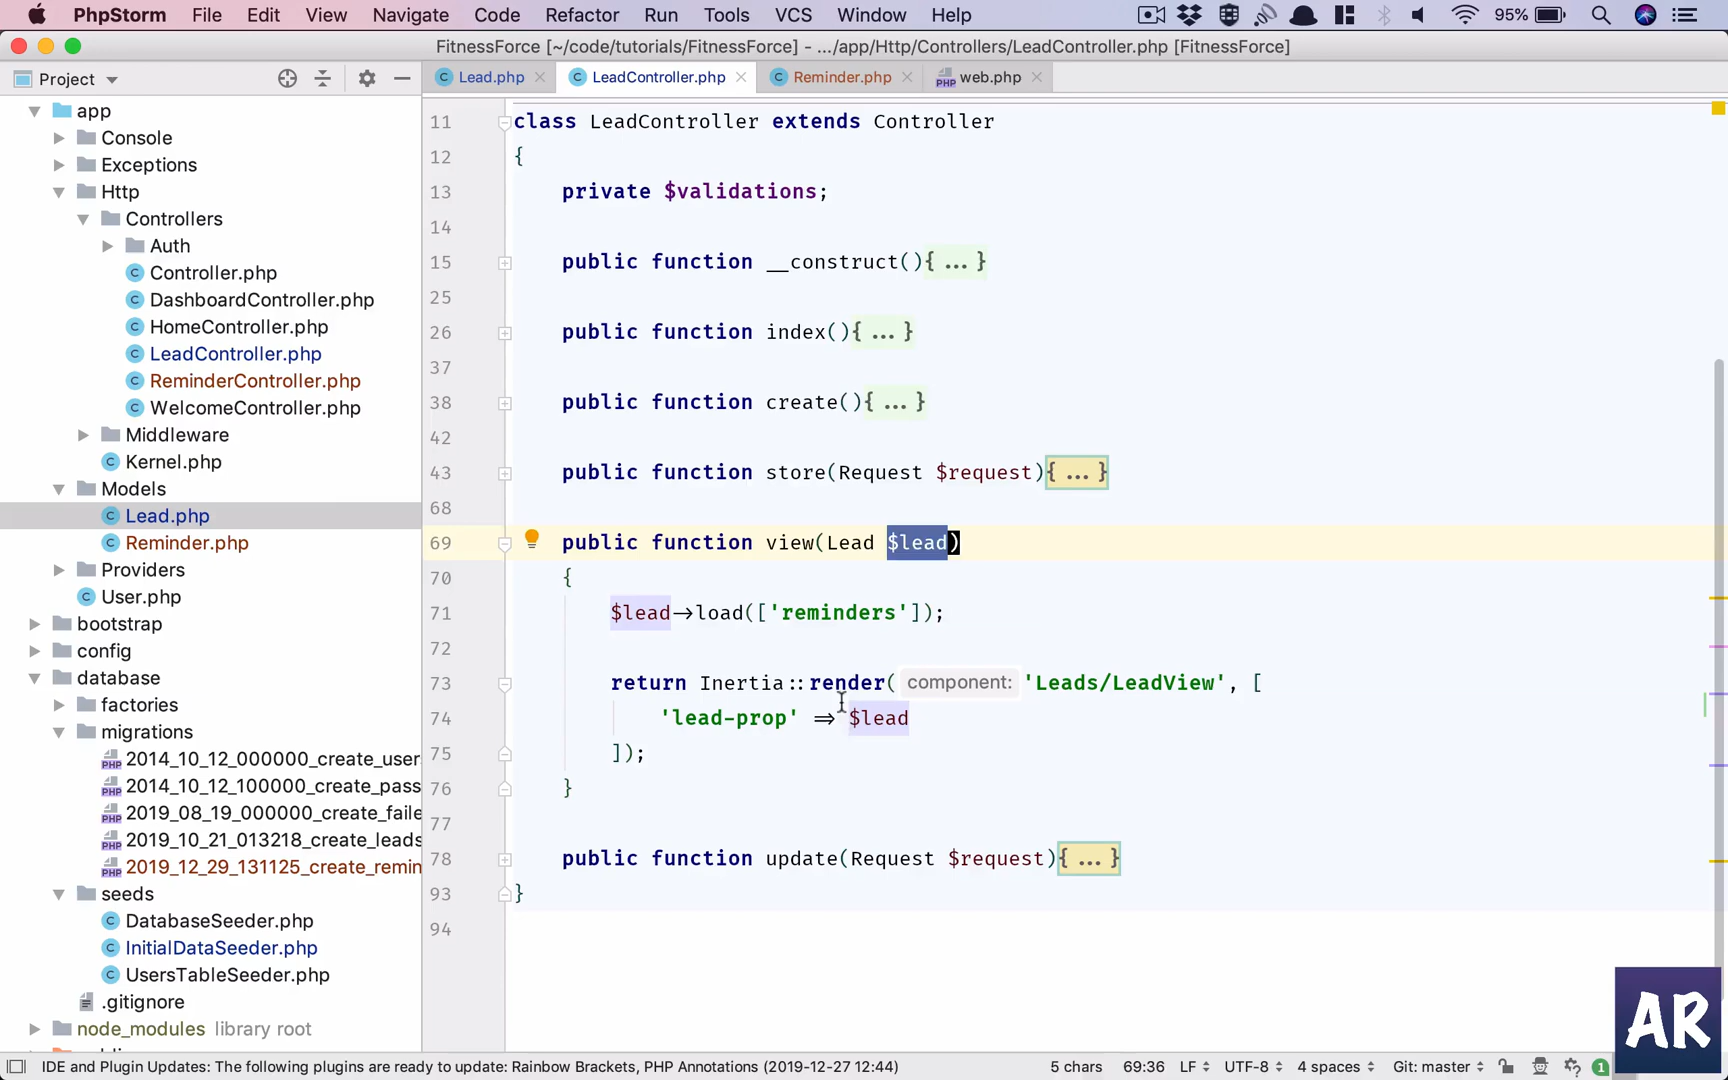 PhpStorm File Edit View Navigate Code Refactor Run Tools VCS Window Help 95%
FitnessForce [~/code/tutorials/FitnessForce] - .../app/Http/Controllers/LeadController.php [FitnessForce]
Project
Lead.php LeadController.php Reminder.php web.php
app
Console
Exceptions
Http
Controllers
Auth
Controller.php
DashboardController.php
HomeController.php
LeadController.php
ReminderController.php
WelcomeController.php
Middleware
Kernel.php
Models
Lead.php
Reminder.php
Providers
User.php
bootstrap
config
database
factories
migrations
2014_10_12_000000_create_user
2014_10_12_100000_create_pass
2019_08_19_000000_create_faile
2019_10_21_013218_create_leads
2019_12_29_131125_create_remin
seeds
DatabaseSeeder.php
InitialDataSeeder.php
UsersTableSeeder.php
.gitignore
node_modules library root
11 class LeadController extends Controller
12 {
13 private $validations;
14
15 public function __construct(){ ... }
25
26 public function index(){ ... }
37
38 public function create(){ ... }
42
43 public function store(Request $request){ ... }
68
69 public function view(Lead $lead)
70 {
71 $lead->load(['reminders']);
72
73 return Inertia::render( component: 'Leads/LeadView', [
74 'lead-prop' => $lead
75 ]);
76 }
77
78 public function update(Request $request){ ... }
93 }
94
AR
IDE and Plugin Updates: The following plugins are ready to update: Rainbow Brackets, PHP Annotations (2019-12-27 12:44) 5 chars 69:36 LF UTF-8 4 spaces Git: master 1